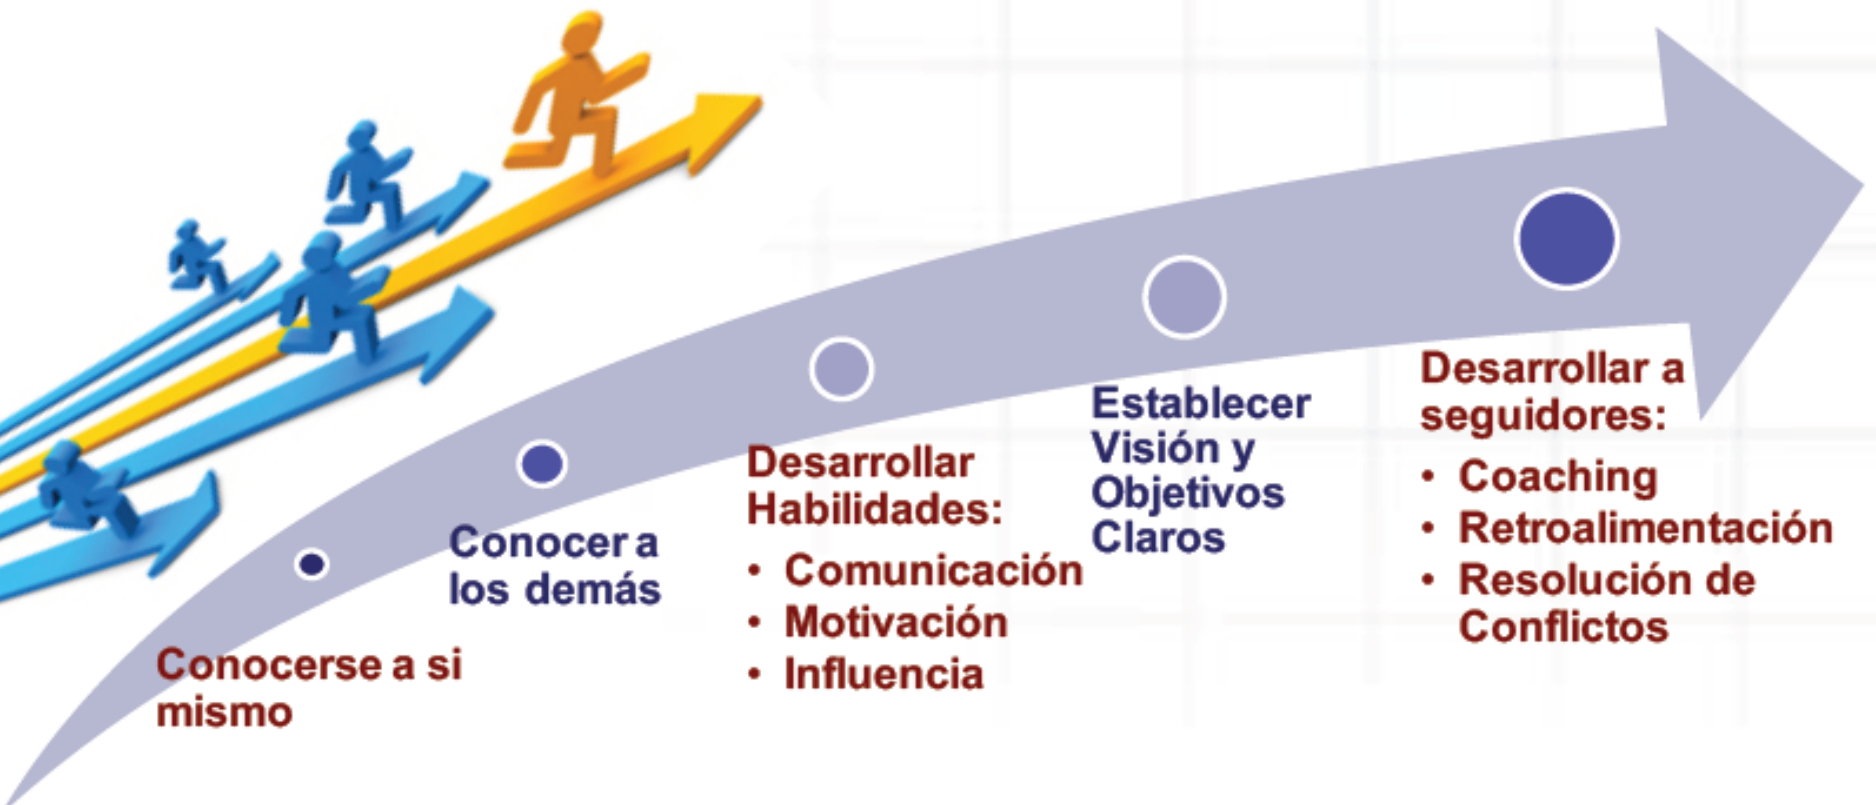 Conocerse a si
mismo
Conocer a
los demás
Desarrollar
Habilidades:
• Comunicación
• Motivación
• Influencia
Establecer
Visión y
Objetivos
Claros
Desarrollar a
seguidores:
• Coaching
• Retroalimentación
• Resolución de
Conflictos